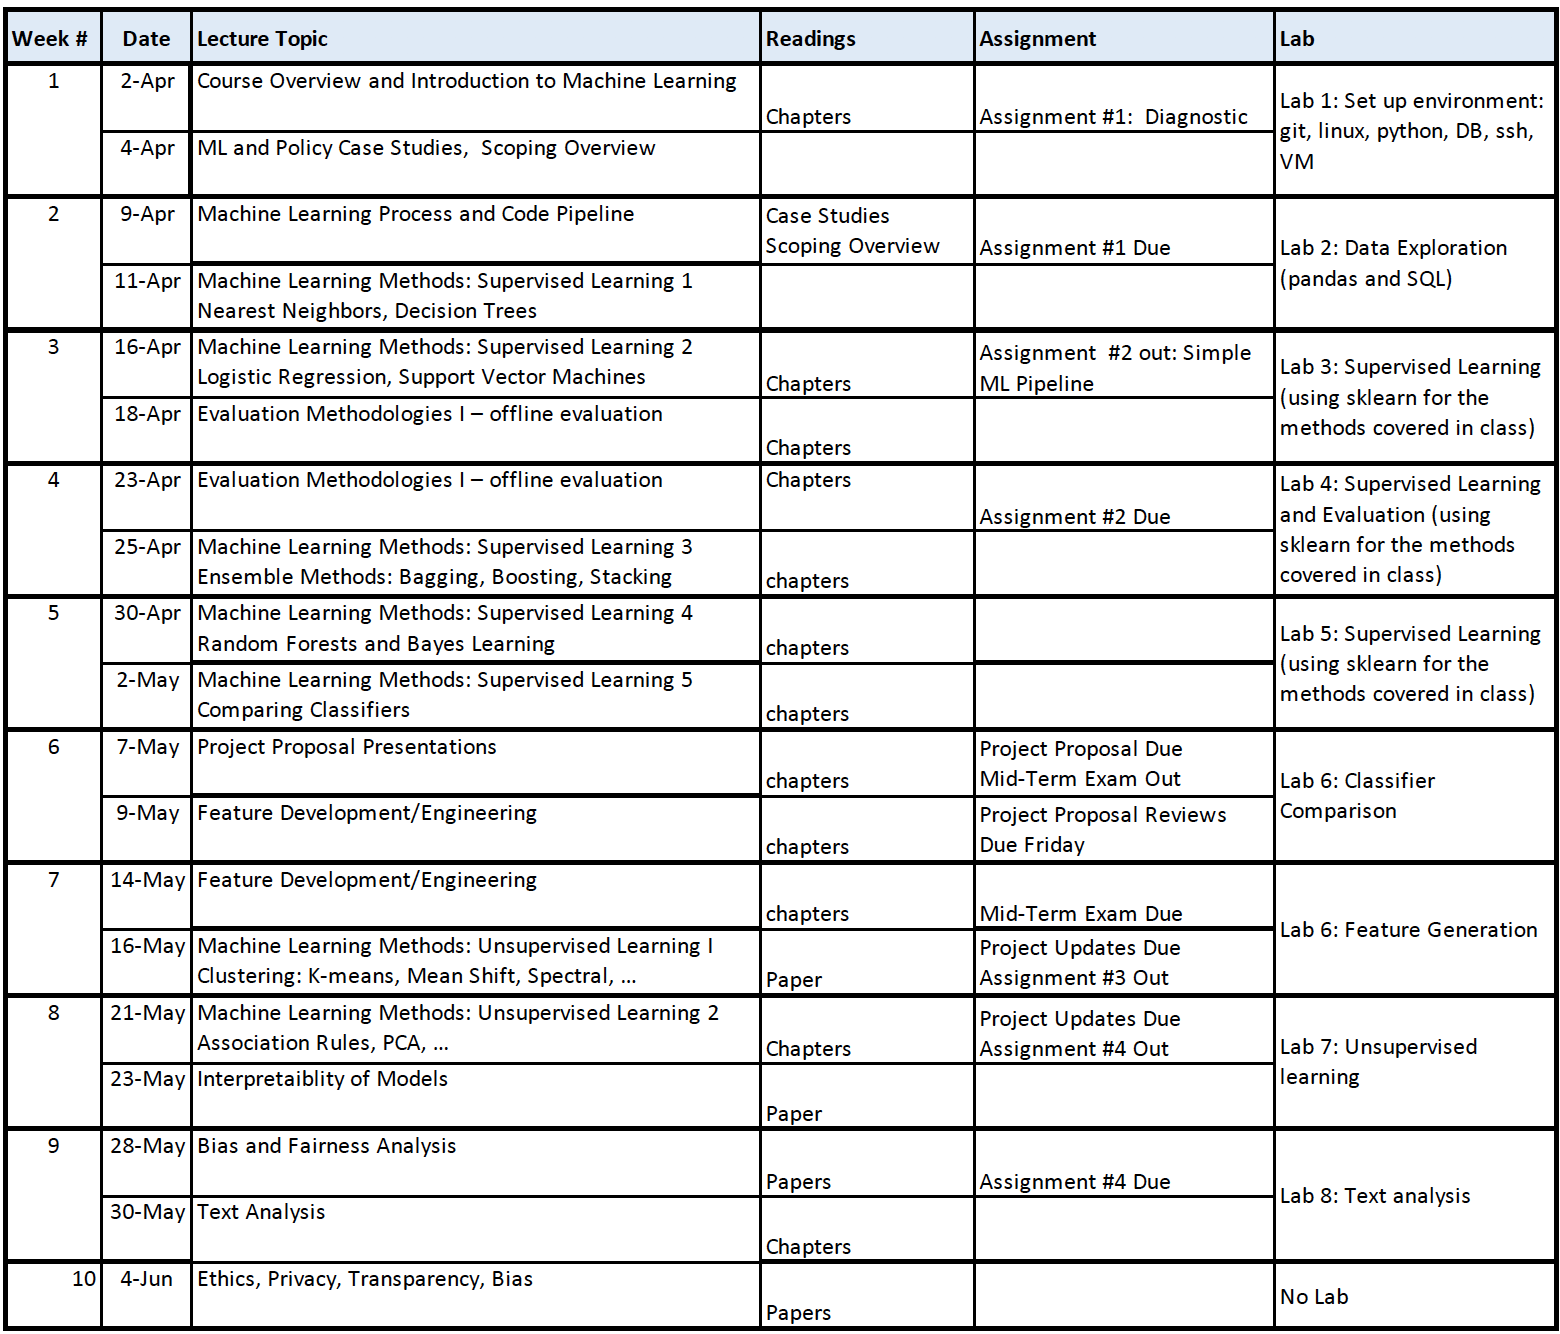 Week # Date Lecture Topic Readings Assignment Lab
1 2-Apr Course Overview and Introduction to Machine Learning
Chapters Assignment #1:  Diagnostic
Lab 1: Set up environment:
git, linux, python, DB, ssh,
VM
4-Apr ML and Policy Case Studies,  Scoping Overview
2 9-Apr Machine Learning Process and Code Pipeline
Case Studies
Scoping Overview
Assignment #1 Due
Lab 2: Data Exploration
(pandas and SQL)
11-Apr Machine Learning Methods: Supervised Learning 1
Nearest Neighbors, Decision Trees
3 16-Apr Machine Learning Methods: Supervised Learning 2
Logistic Regression, Support Vector Machines
Chapters
Assignment  #2 out: Simple
ML Pipeline
Lab 3: Supervised Learning
(using sklearn for the
methods covered in class)
18-Apr Evaluation Methodologies I – offline evaluation
Chapters
4 23-Apr Evaluation Methodologies I – offline evaluation Chapters
Assignment #2 Due
Lab 4: Supervised Learning
and Evaluation (using
sklearn for the methods
covered in class)
25-Apr Machine Learning Methods: Supervised Learning 3
Ensemble Methods: Bagging, Boosting, Stacking
chapters
5 30-Apr Machine Learning Methods: Supervised Learning 4
Random Forests and Bayes Learning
chapters
Lab 5: Supervised Learning
(using sklearn for the
methods covered in class)
2-May Machine Learning Methods: Supervised Learning 5
Comparing Classifiers
chapters
6 7-May Project Proposal Presentations
chapters
Project Proposal Due
Mid-Term Exam Out
Lab 6: Classifier
Comparison
9-May Feature Development/Engineering
chapters
Project Proposal Reviews
Due Friday
7 14-May Feature Development/Engineering
chapters Mid-Term Exam Due
Lab 6: Feature Generation
16-May Machine Learning Methods: Unsupervised Learning I
Clustering: K-means, Mean Shift, Spectral, …
Paper
Project Updates Due
Assignment #3 Out
8 21-May Machine Learning Methods: Unsupervised Learning 2
Association Rules, PCA, …
Chapters
Project Updates Due
Assignment #4 Out
Lab 7: Unsupervised
learning
23-May Interpretaiblity of Models
Paper
9 28-May Bias and Fairness Analysis
Papers Assignment #4 Due
Lab 8: Text analysis
30-May Text Analysis
Chapters
10 4-Jun Ethics, Privacy, Transparency, Bias
Papers
No Lab